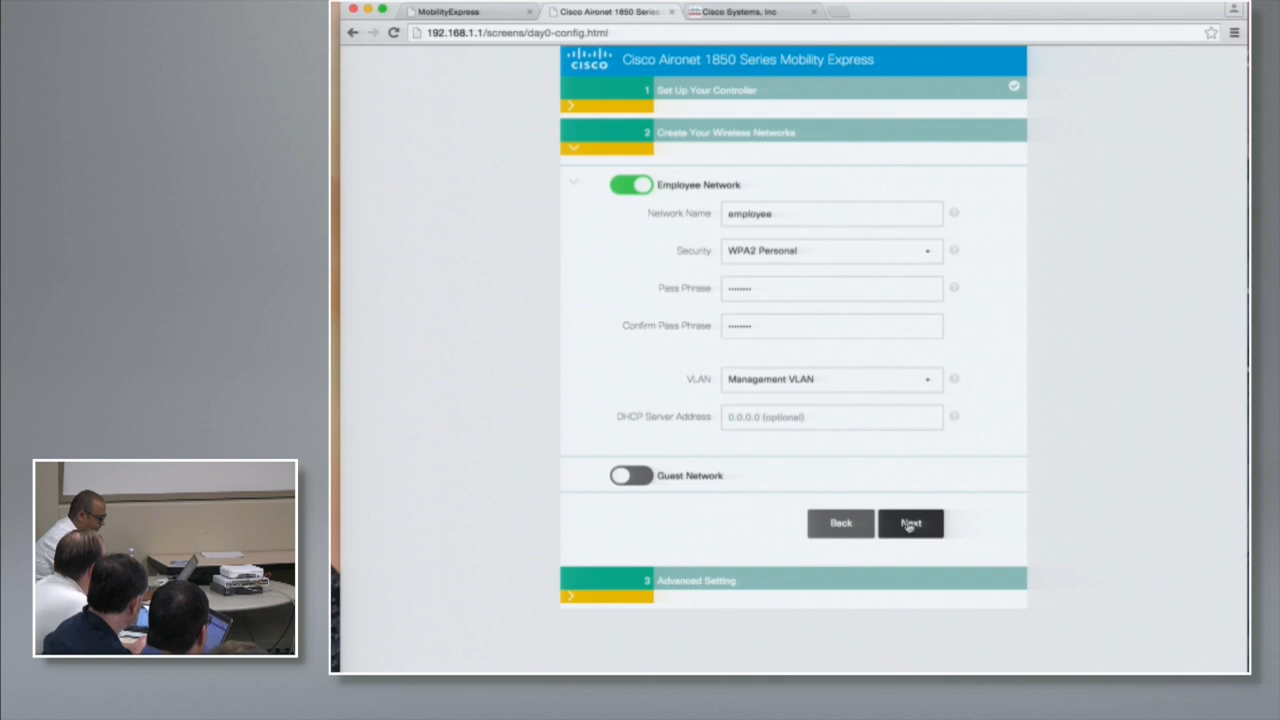 MobilityExpress
Cisco Aironet 1850 Series
Cisco Systems, Inc
192.168.1.1/screens/day0-config.html
CISCO
Cisco Aironet 1850 Series Mobility Express
1 Set Up Your Controller
2 Create Your Wireless Networks
Employee Network
Network Name employee
Security WPA2 Personal
Pass Phrase ••••••••
Confirm Pass Phrase ••••••••
VLAN Management VLAN
DHCP Server Address 0.0.0.0 (optional)
Guest Network
Back Next
3 Advanced Setting